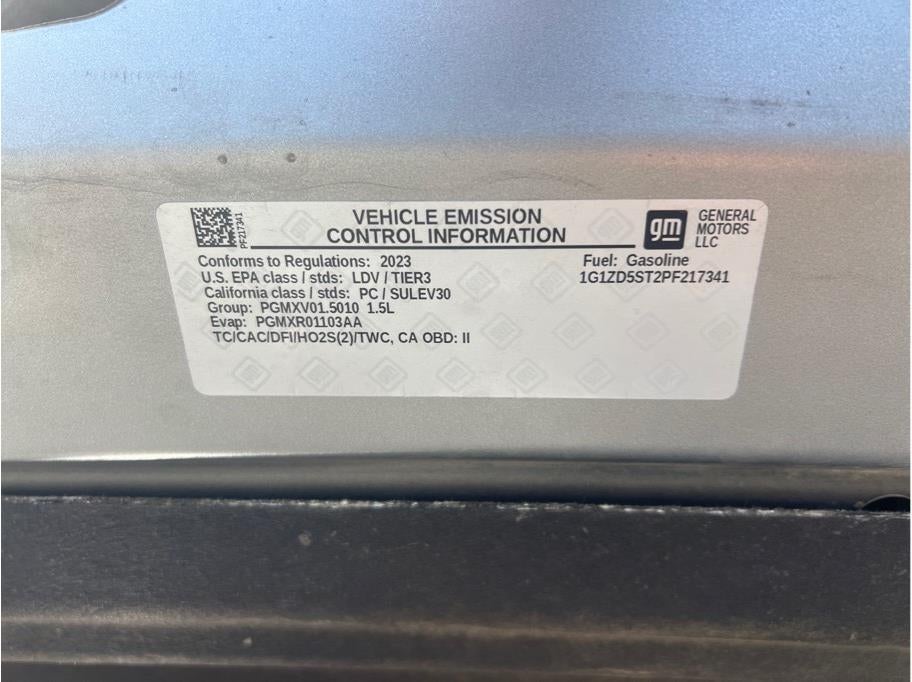 PF217341
VEHICLE EMISSION
CONTROL INFORMATION
gm
GENERAL
MOTORS
LLC
Conforms to Regulations: 2023
U.S. EPA class / stds: LDV / TIER3
California class / stds: PC / SULEV30
Group: PGMXV01.5010 1.5L
Evap: PGMXR01103AA
TC/CAC/DFI/HO2S(2)/TWC, CA OBD: II
Fuel: Gasoline
1G1ZD5ST2PF217341